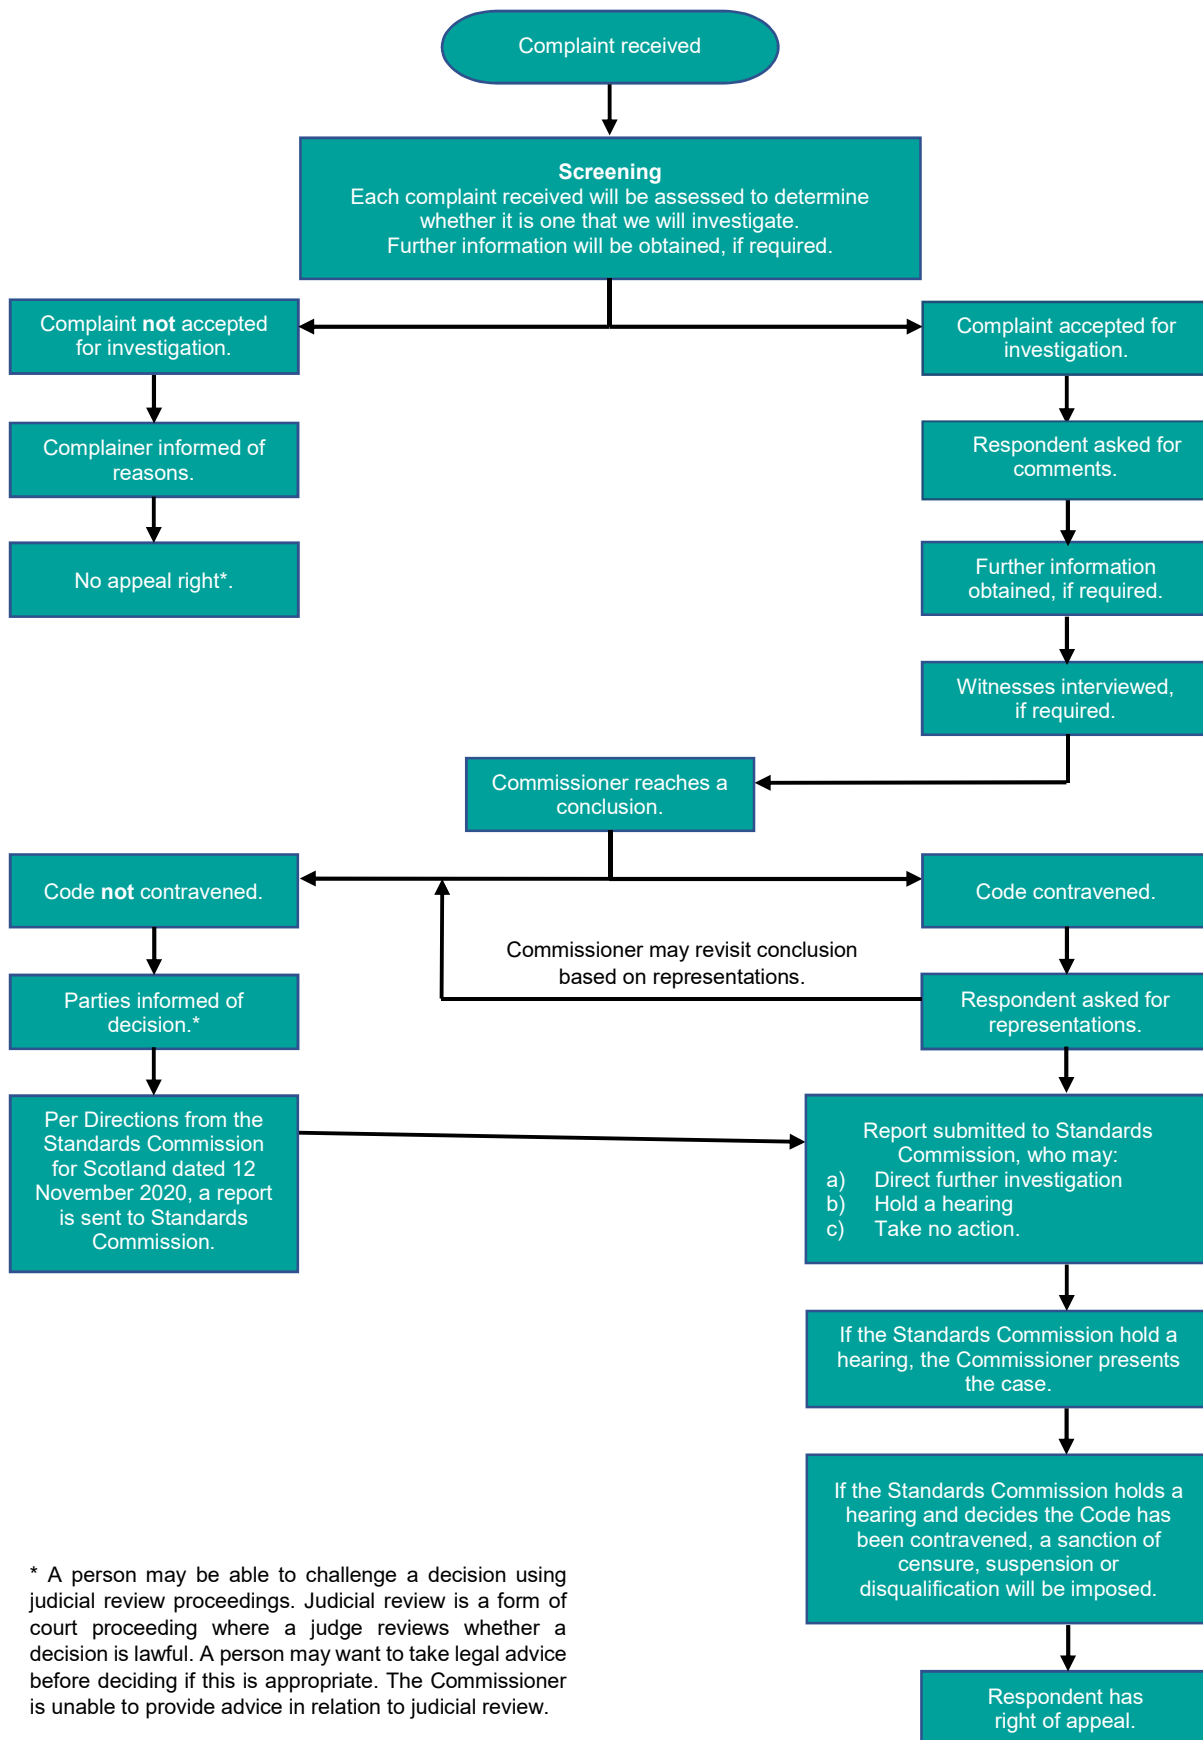 Complaint received
Screening
Each complaint received will be assessed to determine
whether it is one that we will investigate.
Further information will be obtained, if required.
Complaint not accepted
for investigation.
Complaint accepted for
investigation.
Complainer informed of
reasons.
Respondent asked for
comments.
No appeal right*.
Further information
obtained, if required.
Witnesses interviewed,
if required.
Commissioner reaches a
conclusion.
Code not contravened.
Code contravened.
Commissioner may revisit conclusion
based on representations.
Parties informed of
decision.*
Respondent asked for
representations.
Per Directions from the
Standards Commission
for Scotland dated 12
November 2020, a report
is sent to Standards
Commission.
Report submitted to Standards
Commission, who may:
a) Direct further investigation
b) Hold a hearing
c) Take no action.
If the Standards Commission hold a
hearing, the Commissioner presents
the case.
If the Standards Commission holds a
hearing and decides the Code has
been contravened, a sanction of
censure, suspension or
disqualification will be imposed.
* A person may be able to challenge a decision using
judicial review proceedings. Judicial review is a form of
court proceeding where a judge reviews whether a
decision is lawful. A person may want to take legal advice
before deciding if this is appropriate. The Commissioner
is unable to provide advice in relation to judicial review.
Respondent has
right of appeal.